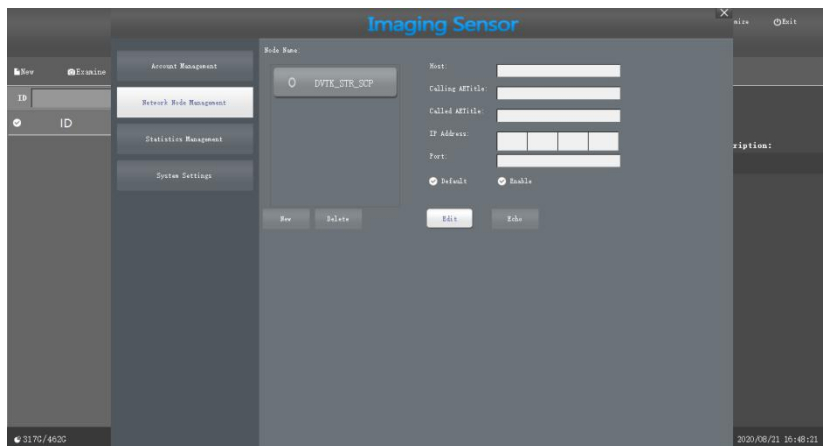 Imaging Sensor
Exit
New
Examine
ID
ID
ription:
Account Management
Network Node Management
Statistics Management
System Settings
Node Name:
0 DVTK_STR_SCP
New
Delete
Host:
Calling AETitle:
Called AETitle:
IP Address:
Port:
Default
Enable
Edit
Echo
317G/462G
2020/08/21 16:48:21